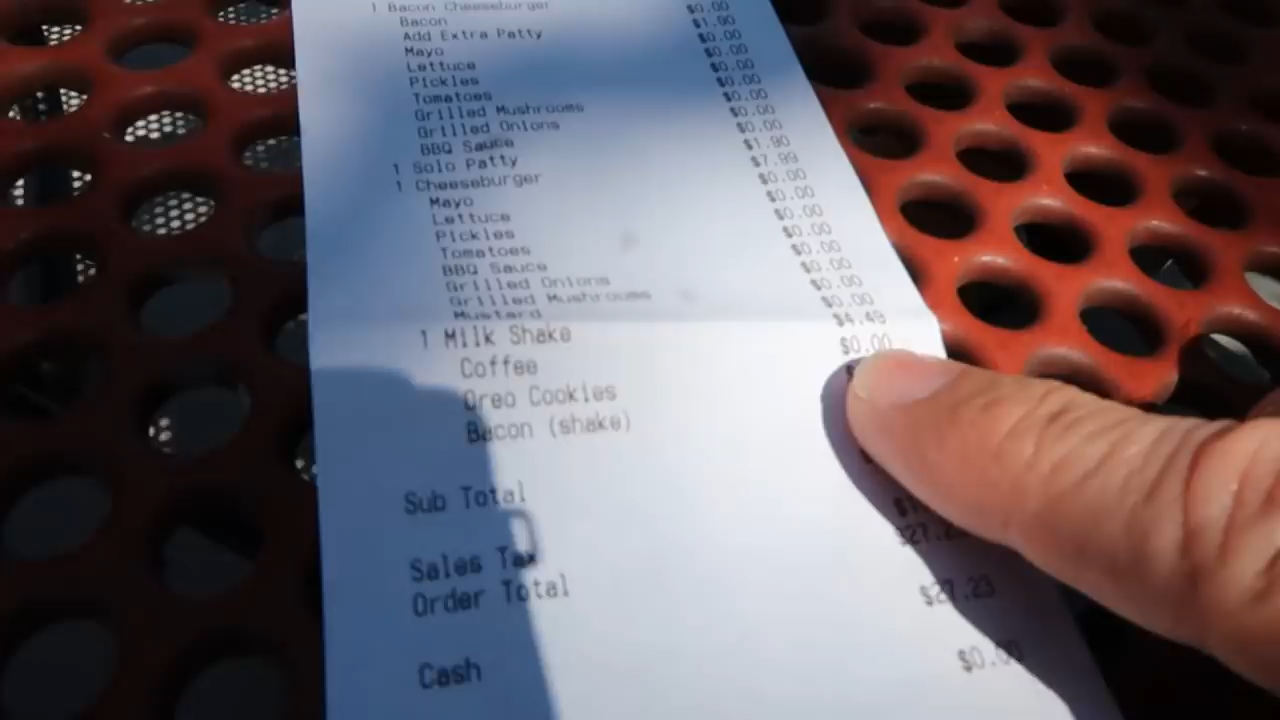 1 Bacon Cheeseburger $0.00
Bacon $1.00
Add Extra Patty $0.00
Mayo $0.00
Lettuce $0.00
Pickles $0.00
Tomatoes $0.00
Grilled Mushrooms $0.00
Grilled Onions $0.00
BBQ Sauce $1.90
1 Solo Patty $7.99
1 Cheeseburger $0.00
Mayo $0.00
Lettuce $0.00
Pickles $0.00
Tomatoes $0.00
BBQ Sauce $0.00
Grilled Onions $0.00
Grilled Mushrooms $0.00
Mustard $4.49
1 Milk Shake $0.00
Coffee
Oreo Cookies
Bacon (shake)
Sub Total
Sales Tax
Order Total $27.23
Cash $0.00